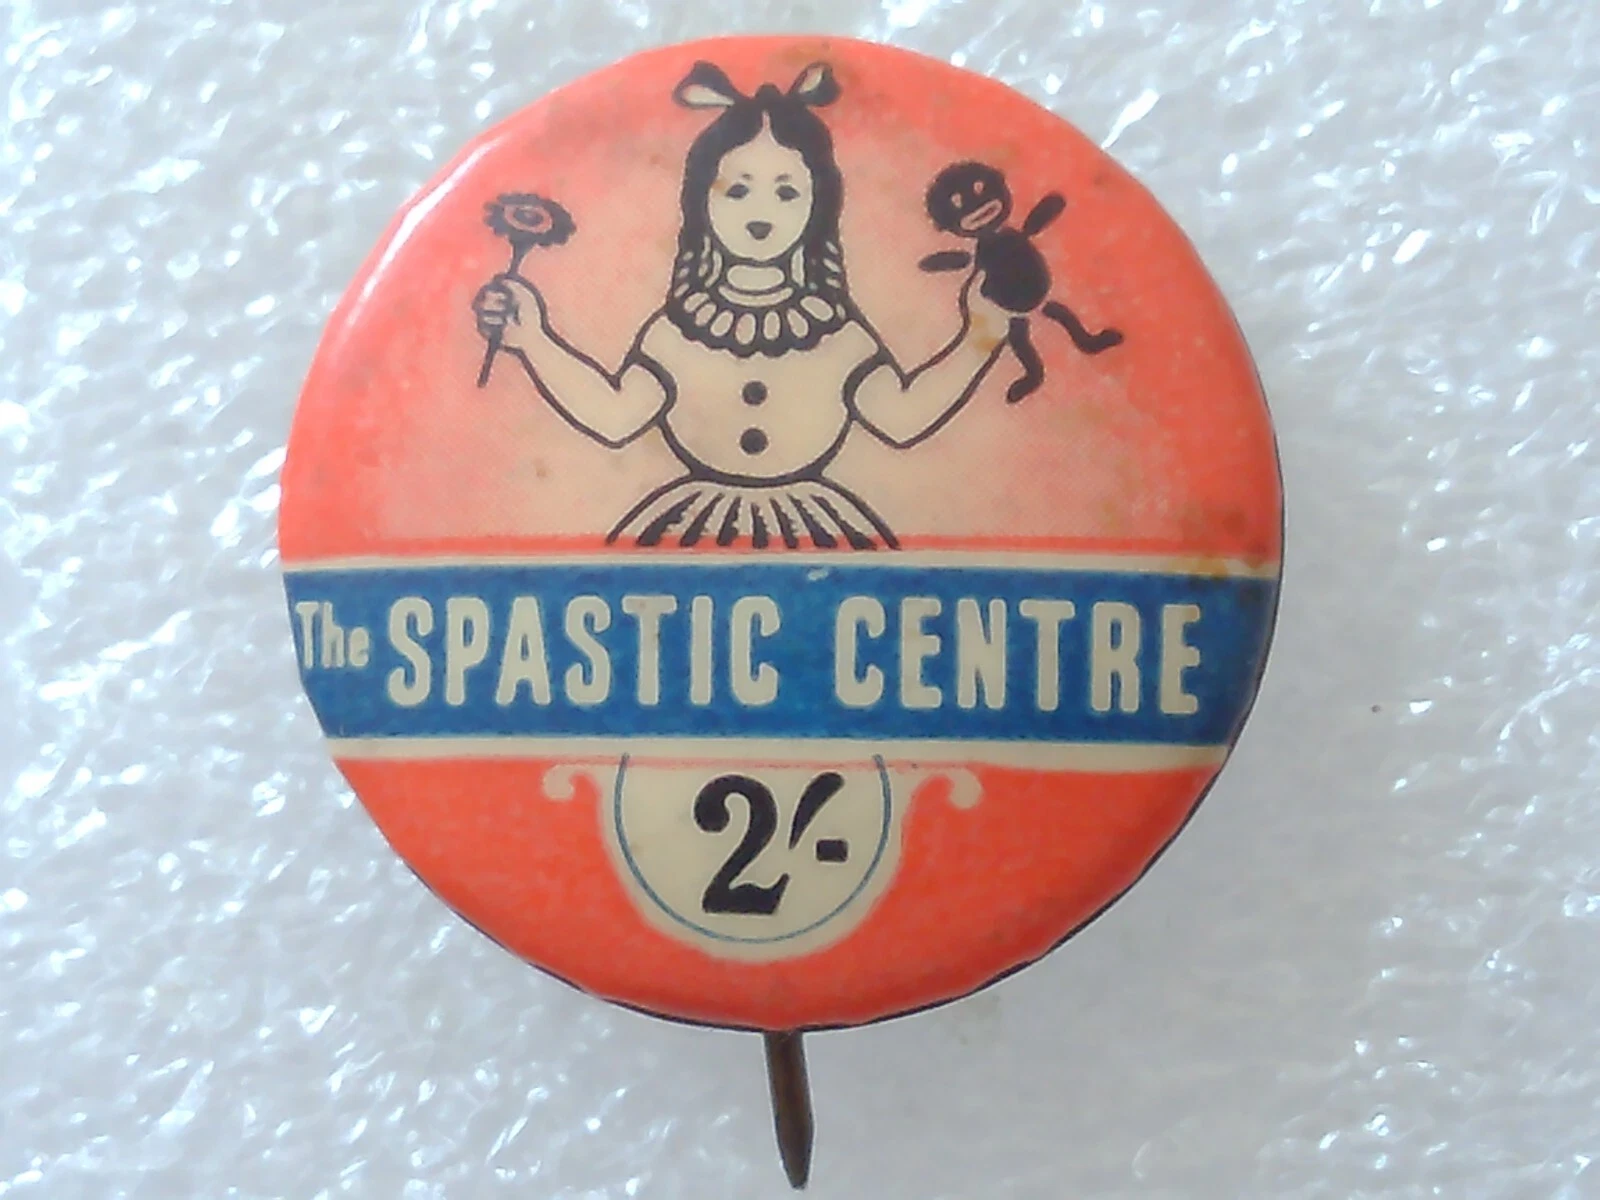 The SPASTIC CENTRE
2/-